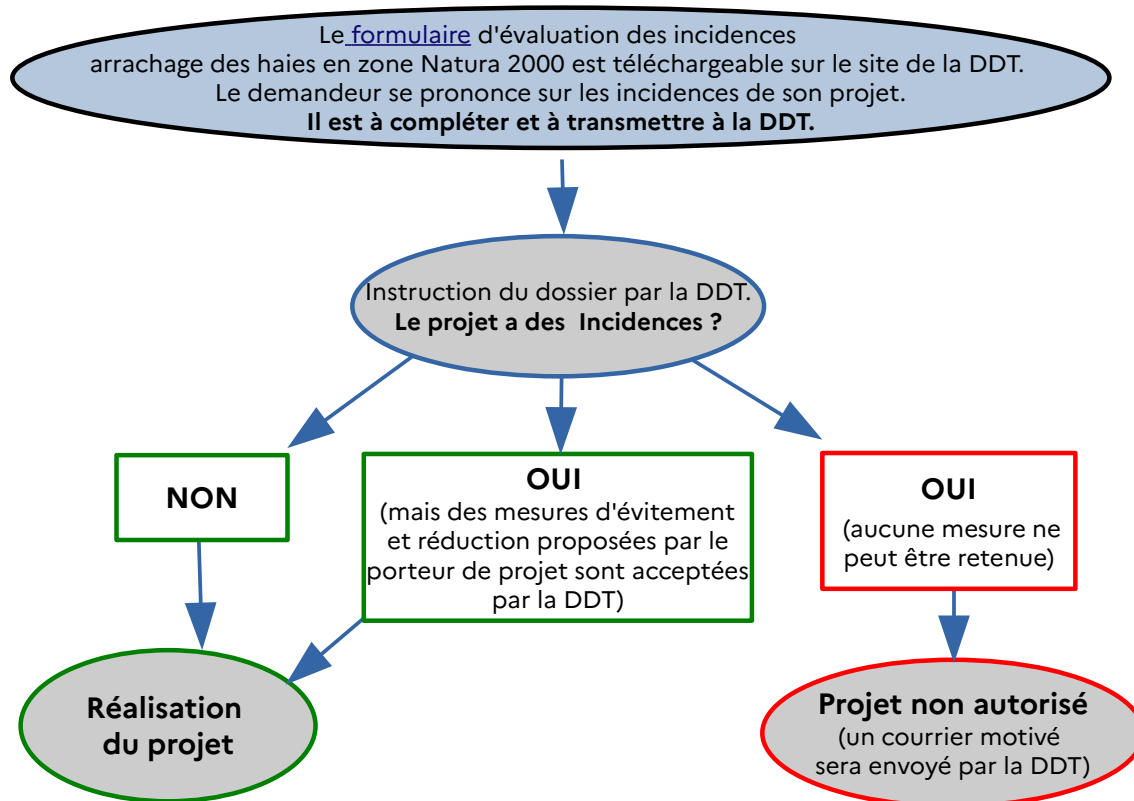 Le formulaire d'évaluation des incidences
arrachage des haies en zone Natura 2000 est téléchargeable sur le site de la DDT.
Le demandeur se prononce sur les incidences de son projet.
Il est à compléter et à transmettre à la DDT.
Instruction du dossier par la DDT.
Le projet a des Incidences ?
NON
OUI
(mais des mesures d'évitement
et réduction proposées par le
porteur de projet sont acceptées
par la DDT)
OUI
(aucune mesure ne
peut être retenue)
Réalisation
du projet
Projet non autorisé
(un courrier motivé
sera envoyé par la DDT)